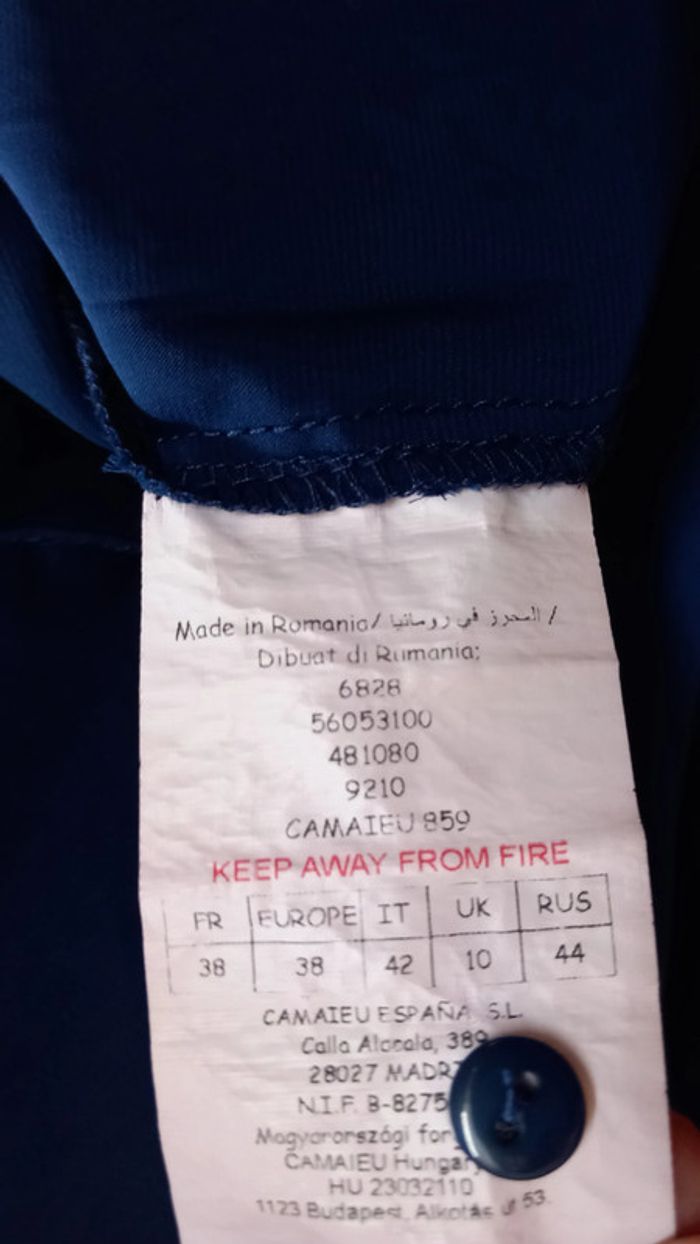 Made in Romania/ المحرز في رومانيا /
Dibuat di Rumania:
6828
56053100
481080
9210
CAMAIEU 859
KEEP AWAY FROM FIRE
FR EUROPE IT UK RUS
38 38 42 10 44
CAMAIEU ESPAÑA S.L.
Calla Alcala, 389
28027 MADR
N.I.F. B-8275
Magyarországi for
CAMAIEU Hungar
HU 23032110
1123 Budapest, Alkotás ut 53.